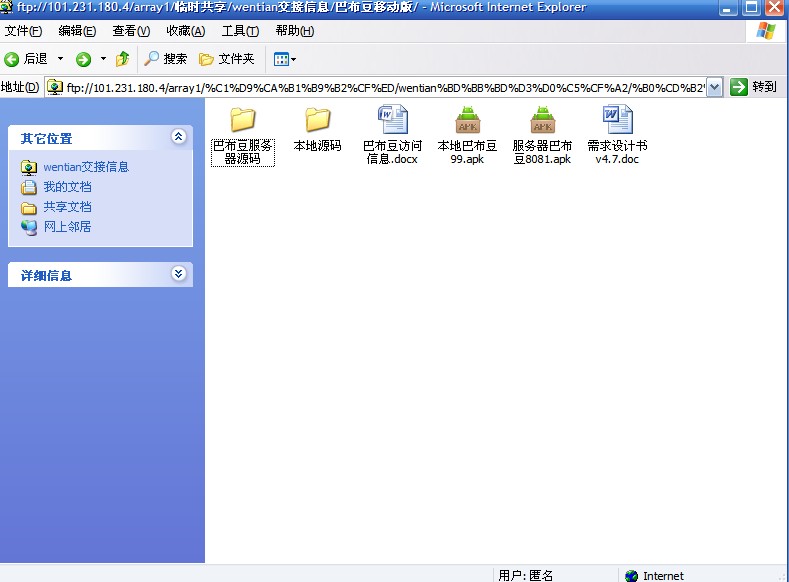 ftp://101.231.180.4/array1/临时共享/wentian交接信息/巴布豆移动版/ - Microsoft Internet Explorer
文件(F) 编辑(E) 查看(V) 收藏(A) 工具(T) 帮助(H)
后退 搜索 文件夹
地址(D) ftp://101.231.180.4/array1/%C1%D9%CA%B1%B9%B2%CF%ED/wentian%BD%BB%BD%D3%D0%C5%CF%A2/%B0%CD%B2 转到
其它位置
wentian交接信息
我的文档
共享文档
网上邻居
详细信息
巴布豆服务
器源码
本地源码
巴布豆访问
信息.docx
APK
本地巴布豆
99.apk
APK
服务器巴布
豆8081.apk
需求设计书
v4.7.doc
用户: 匿名
Internet